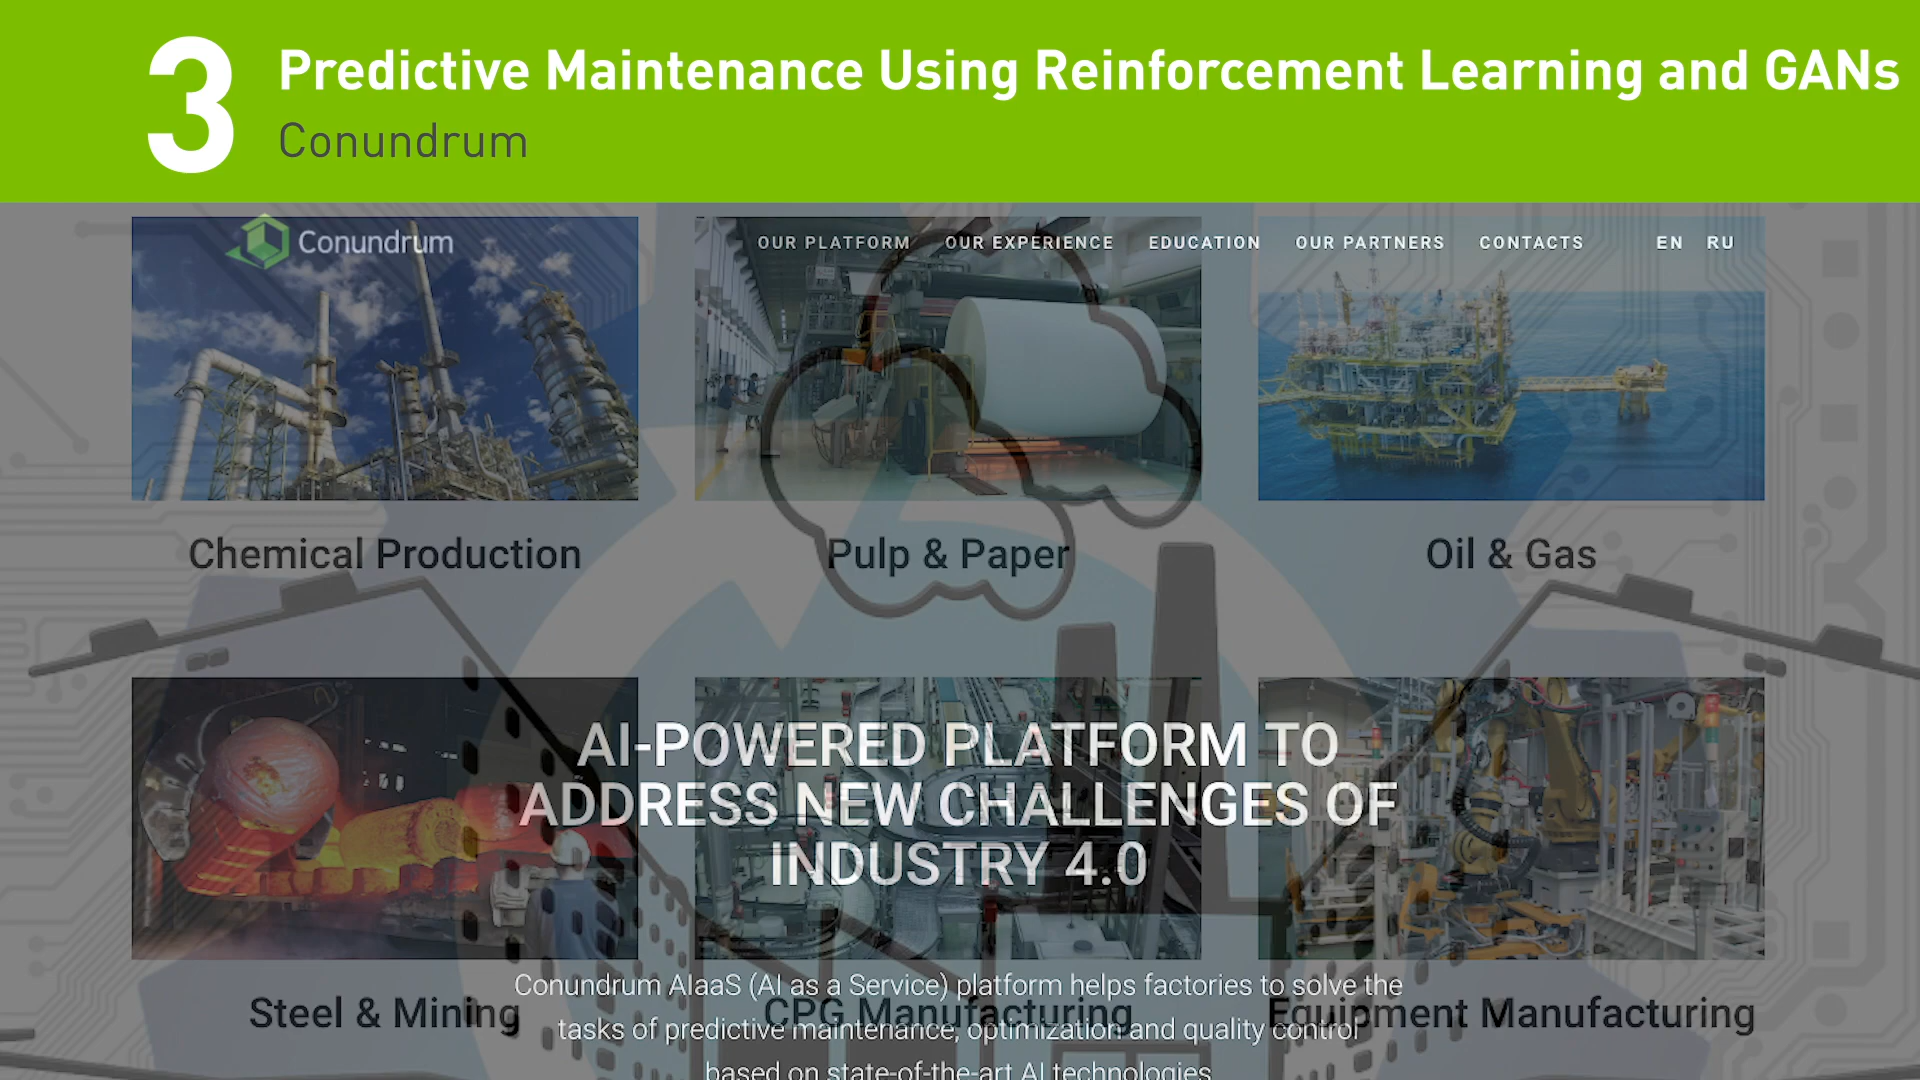 3
Predictive Maintenance Using Reinforcement Learning and GANs
Conundrum
Conundrum
OUR PLATFORM OUR EXPERIENCE EDUCATION OUR PARTNERS CONTACTS EN RU
Chemical Production
Pulp & Paper
Oil & Gas
AI-POWERED PLATFORM TO
ADDRESS NEW CHALLENGES OF
INDUSTRY 4.0
Conundrum AIaaS (AI as a Service) platform helps factories to solve the
Steel & Mining
CPG Manufacturing
Equipment Manufacturing
tasks of predictive maintenance, optimization and quality control
based on state-of-the-art AI technologies